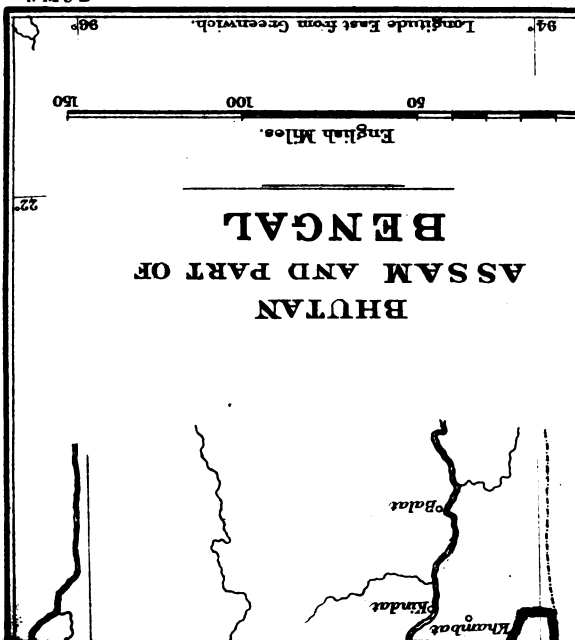 Khambat
Kindat
Balat
BHUTAN
ASSAM AND PART OF
BENGAL
22°
English Miles.
50 100 150
Longitude East from Greenwich.
94° 96°